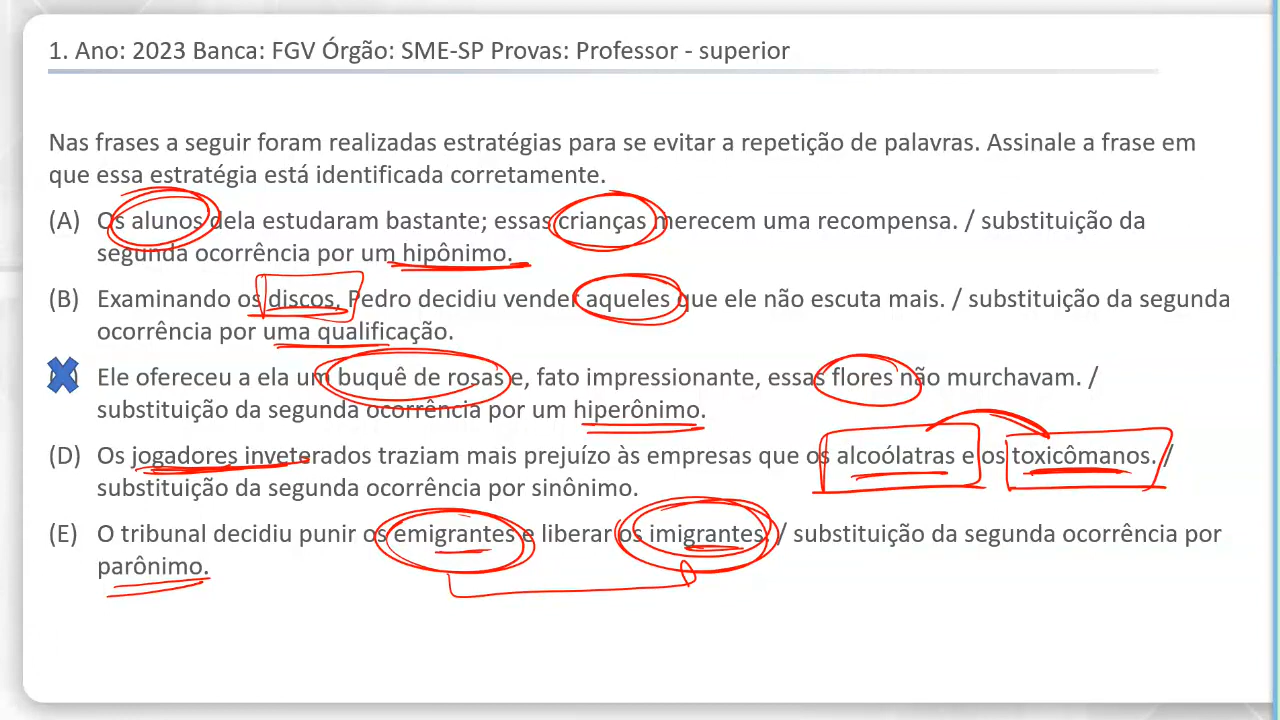 1. Ano: 2023 Banca: FGV Órgão: SME-SP Provas: Professor - superior
Nas frases a seguir foram realizadas estratégias para se evitar a repetição de palavras. Assinale a frase em
que essa estratégia está identificada corretamente.
(A) Os alunos dela estudaram bastante; essas crianças merecem uma recompensa. / substituição da
segunda ocorrência por um hipônimo.
(B) Examinando os discos, Pedro decidiu vender aqueles que ele não escuta mais. / substituição da segunda
ocorrência por uma qualificação.
Ele ofereceu a ela um buquê de rosas e, fato impressionante, essas flores não murchavam. /
substituição da segunda ocorrência por um hiperônimo.
(D) Os jogadores inveterados traziam mais prejuízo às empresas que os alcoólatras e os toxicômanos. /
substituição da segunda ocorrência por sinônimo.
(E) O tribunal decidiu punir os emigrantes e liberar os imigrantes. / substituição da segunda ocorrência por
parônimo.